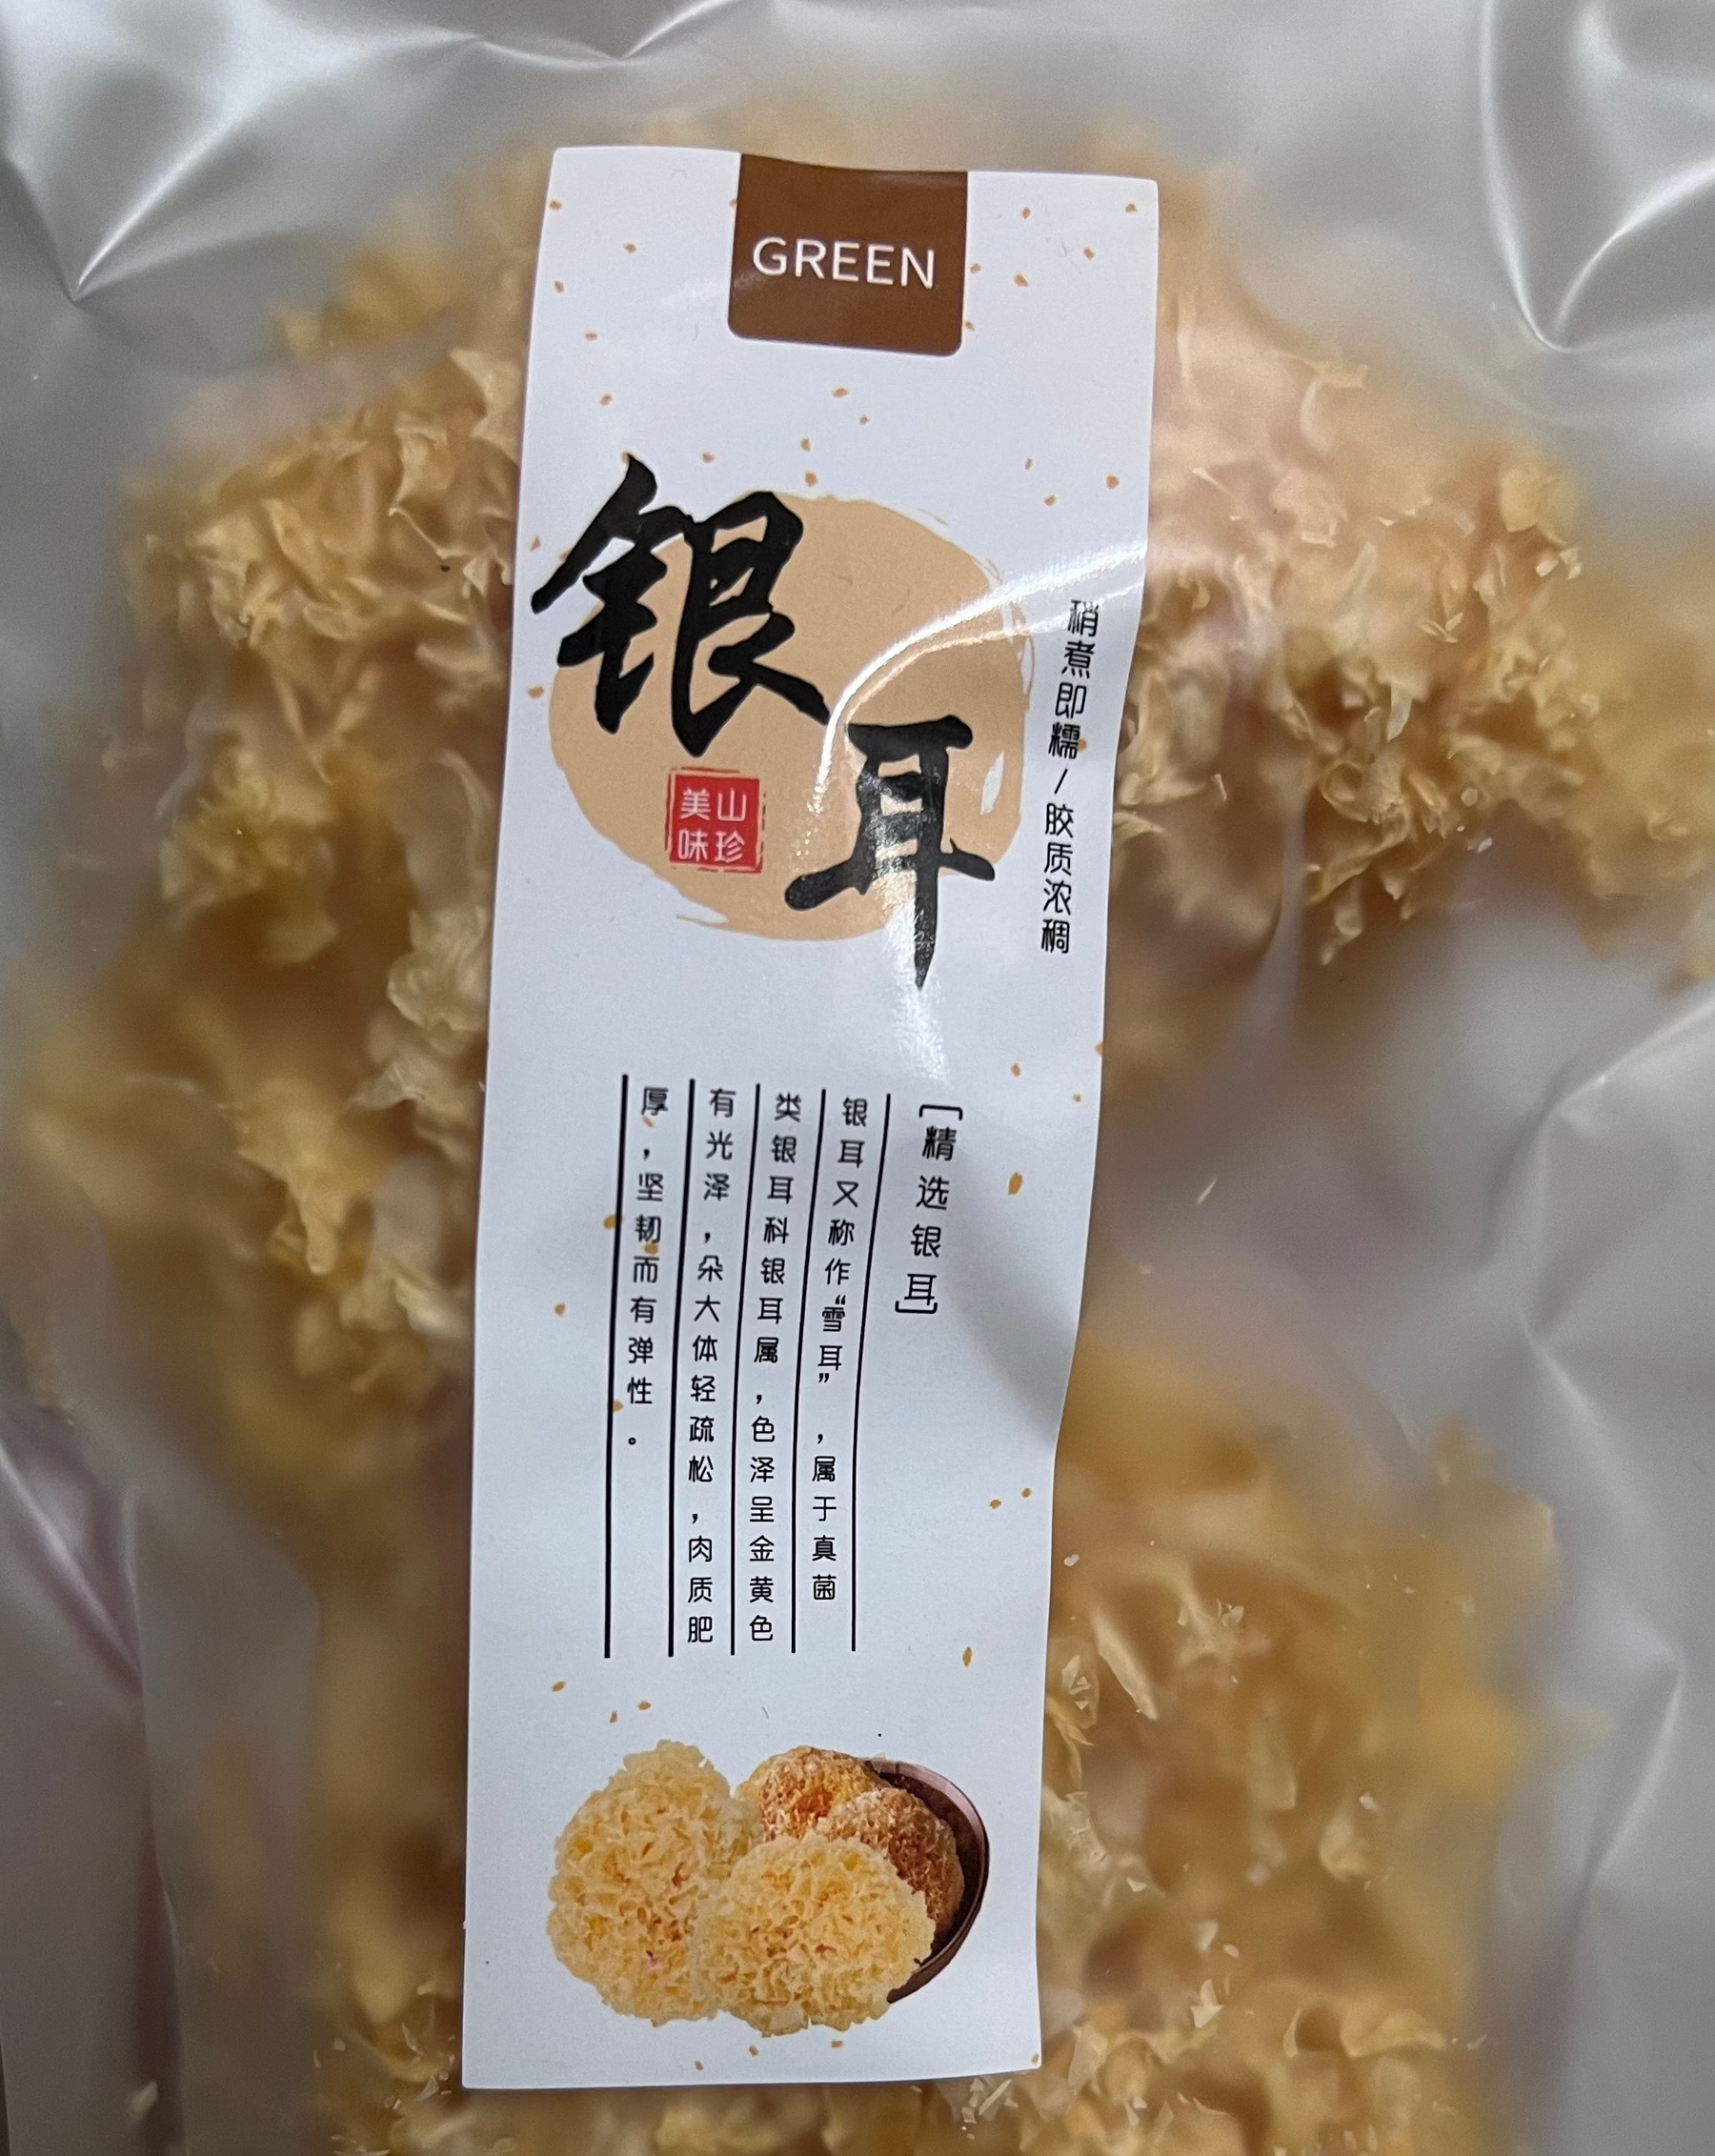 GREEN
银耳
山珍
美味
稍煮即糯/胶质浓稠
[精选银耳]
银耳又称作“雪耳”,属于真菌
类银耳科银耳属,色泽呈金黄色
有光泽,朵大体轻疏松,肉质肥
厚,坚韧而有弹性。